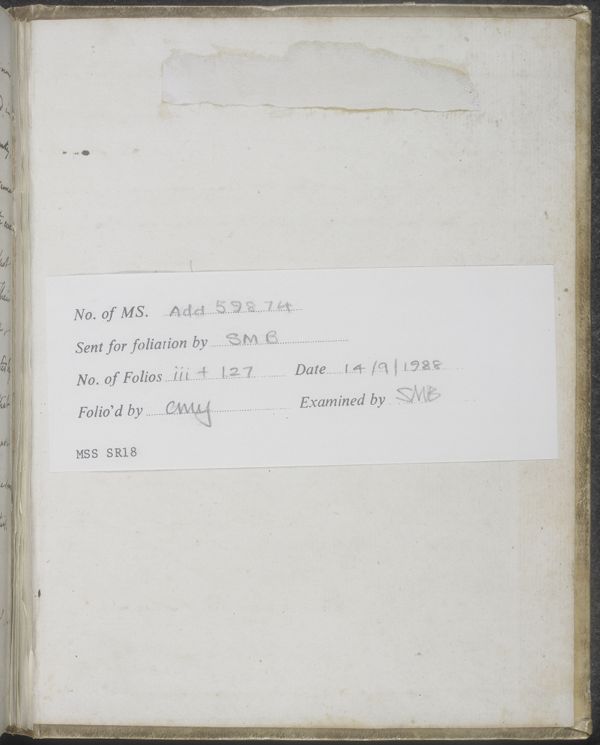 No. of MS. Add 59874
Sent for foliation by SMB
No. of Folios iii + 127 Date 14/9/1988
Folio'd by CMY Examined by SMB
MSS SR18